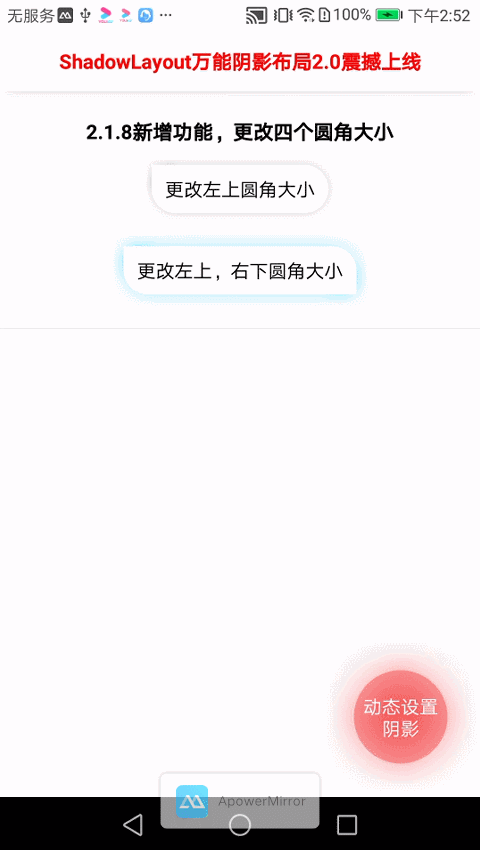 无服务 100% 下午2:52
ShadowLayout万能阴影布局2.0震撼上线
2.1.8新增功能，更改四个圆角大小
更改左上圆角大小
更改左上，右下圆角大小
动态设置
阴影
ApowerMirror